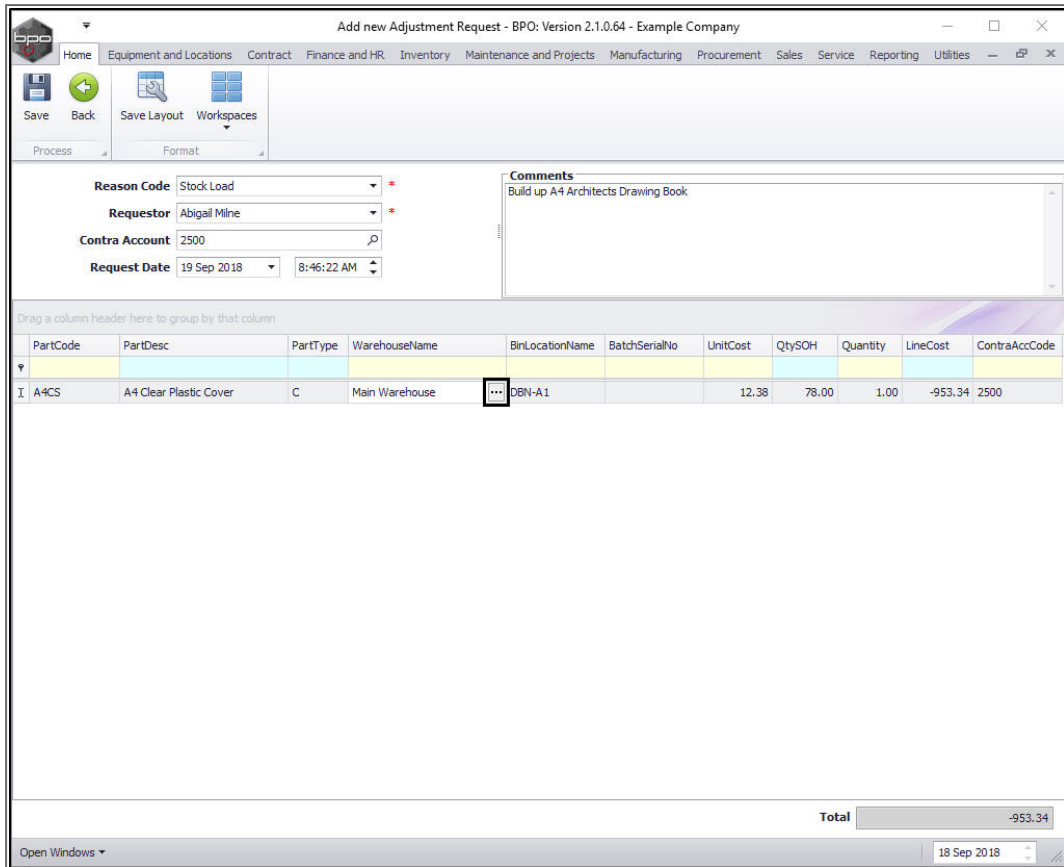 Add new Adjustment Request - BPO: Version 2.1.0.64 - Example Company
bpo
Home Equipment and Locations Contract Finance and HR Inventory Maintenance and Projects Manufacturing Procurement Sales Service Reporting Utilities
Save Back Save Layout Workspaces
Process Format
Reason Code Stock Load *
Requestor Abigail Milne *
Contra Account 2500
Request Date 19 Sep 2018 8:46:22 AM
Comments
Build up A4 Architects Drawing Book
Drag a column header here to group by that column
PartCode PartDesc PartType WarehouseName BinLocationName BatchSerialNo UnitCost QtySOH Quantity LineCost ContraAccCode
I A4CS A4 Clear Plastic Cover C Main Warehouse ... DBN-A1 12.38 78.00 1.00 -953.34 2500
Total -953.34
Open Windows 18 Sep 2018